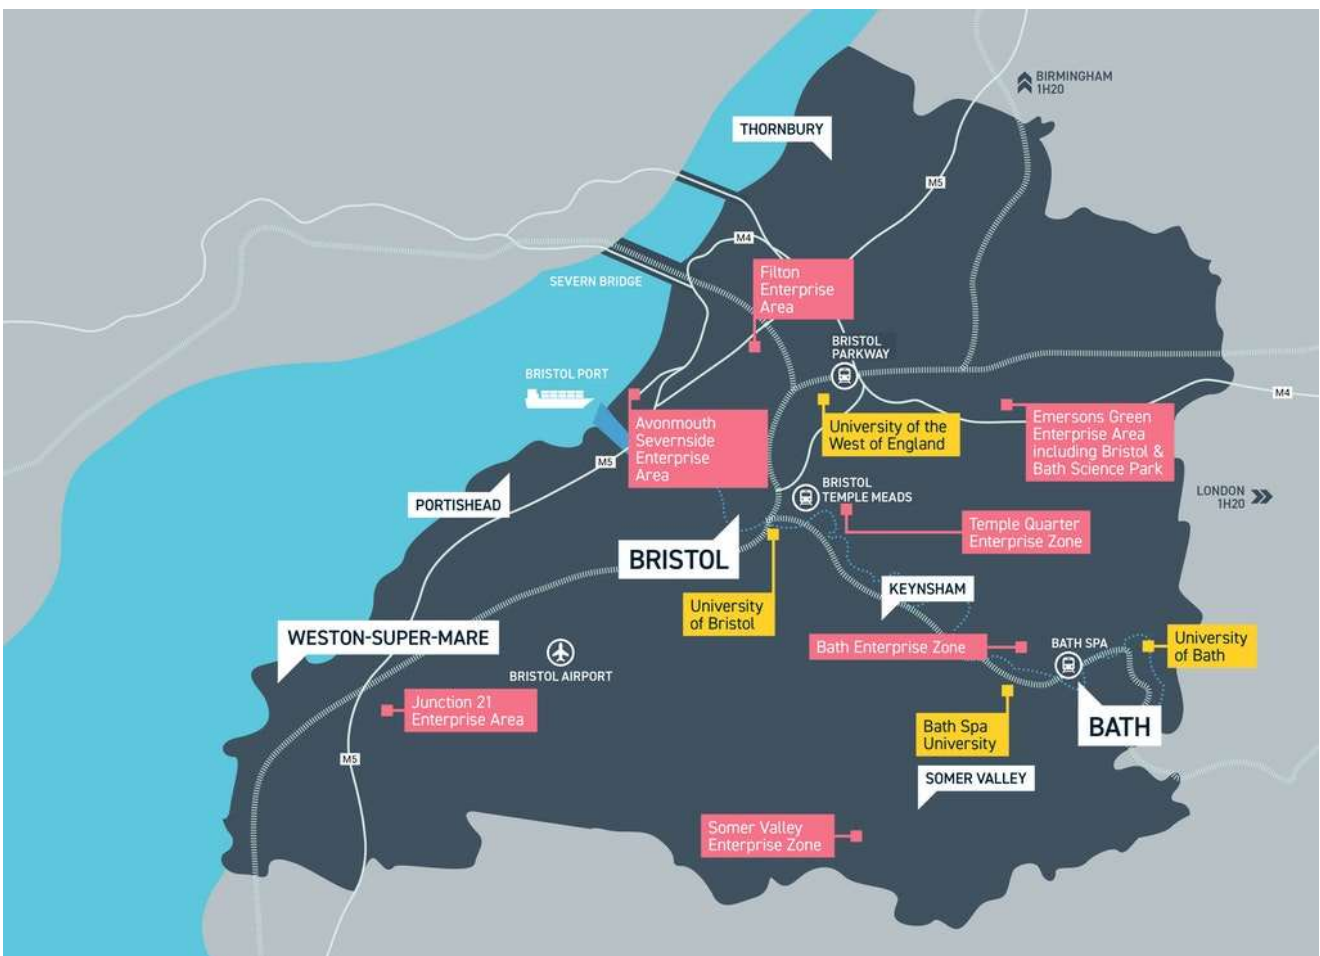 BIRMINGHAM
1H20
THORNBURY
M5
M4
Filton
Enterprise
Area
SEVERN BRIDGE
BRISTOL
PARKWAY
BRISTOL PORT
M4
Avonmouth
Severnside
Enterprise
Area
University of the
West of England
Emersons Green
Enterprise Area
including Bristol &
Bath Science Park
M5
PORTISHEAD
BRISTOL
TEMPLE MEADS
LONDON
1H20
Temple Quarter
Enterprise Zone
BRISTOL
KEYNSHAM
University
of Bristol
WESTON-SUPER-MARE
Bath Enterprise Zone
BATH SPA
University
of Bath
BRISTOL AIRPORT
Junction 21
Enterprise Area
Bath Spa
University
BATH
M5
SOMER VALLEY
Somer Valley
Enterprise Zone